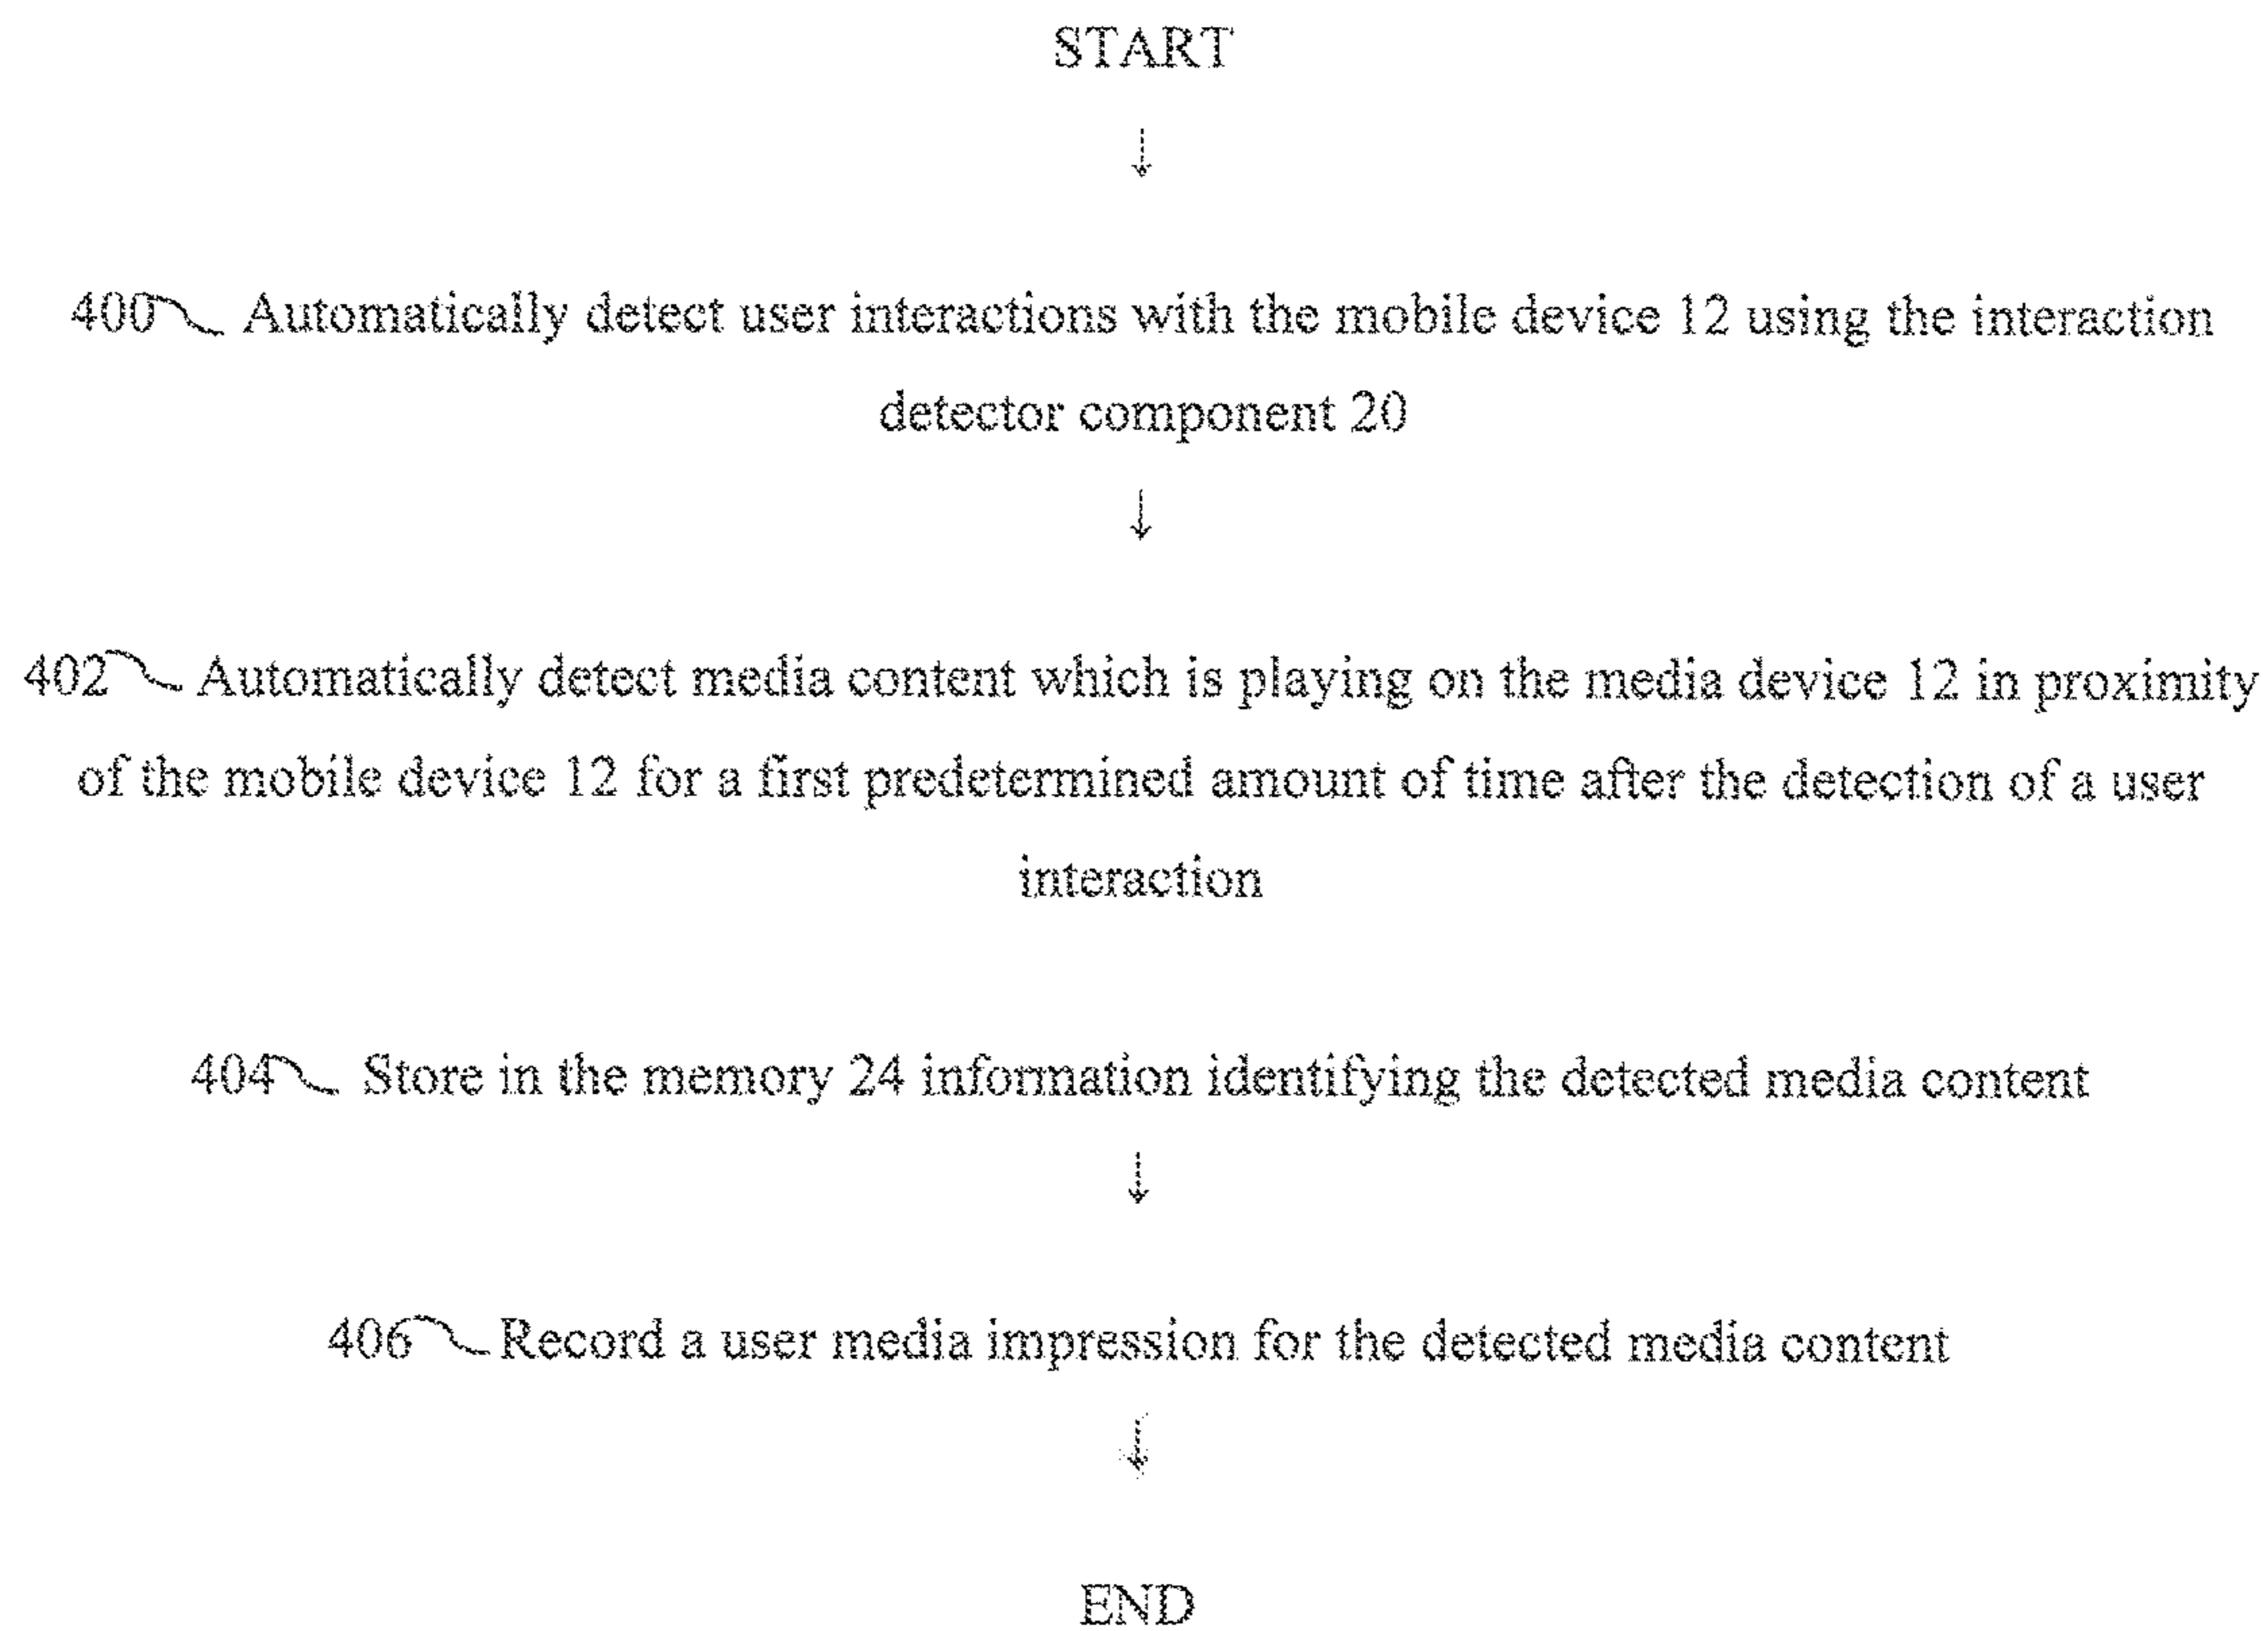 START
↓
400 Automatically detect user interactions with the mobile device 12 using the interaction
detector component 20
↓
402 Automatically detect media content which is playing on the media device 12 in proximity
of the mobile device 12 for a first predetermined amount of time after the detection of a user
interaction
404 Store in the memory 24 information identifying the detected media content
↓
406 Record a user media impression for the detected media content
↓
END